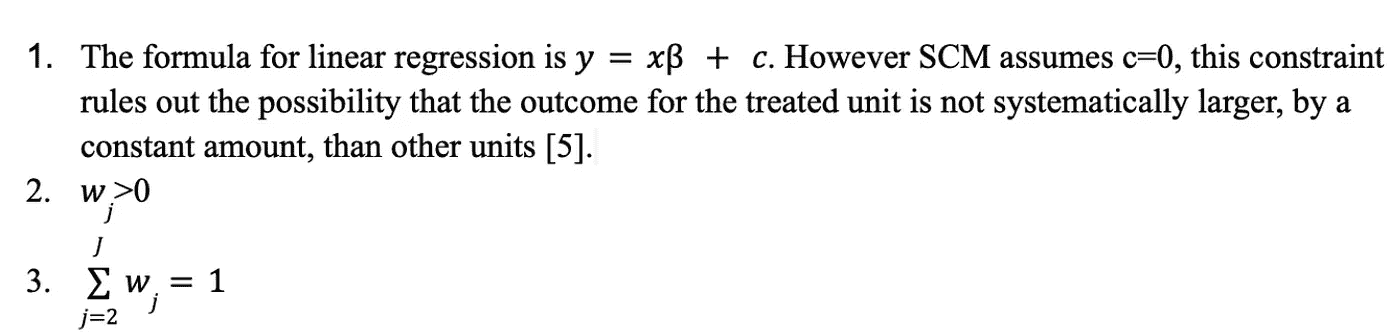 1. The formula for linear regression is y = xβ + c. However SCM assumes c=0, this constraint
rules out the possibility that the outcome for the treated unit is not systematically larger, by a
constant amount, than other units [5].
2. w_j>0
3. \sum_{j=2}^{J} w_j = 1